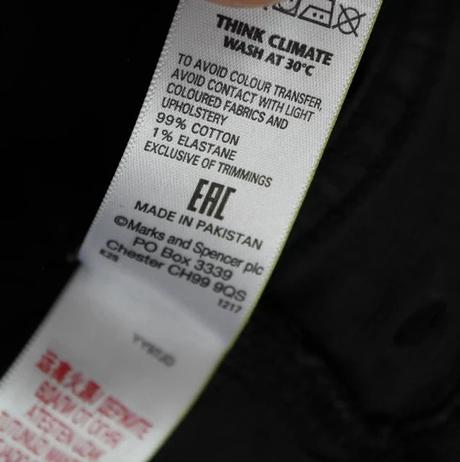 THINK CLIMATE
WASH AT 30°C
TO AVOID COLOUR TRANSFER,
AVOID CONTACT WITH LIGHT
COLOURED FABRICS AND
UPHOLSTERY
99% COTTON
1% ELASTANE
EXCLUSIVE OF TRIMMINGS
EAC
MADE IN PAKISTAN
©Marks and Spencer plc
PO Box 3339
Chester CH99 9QS
K25 1217